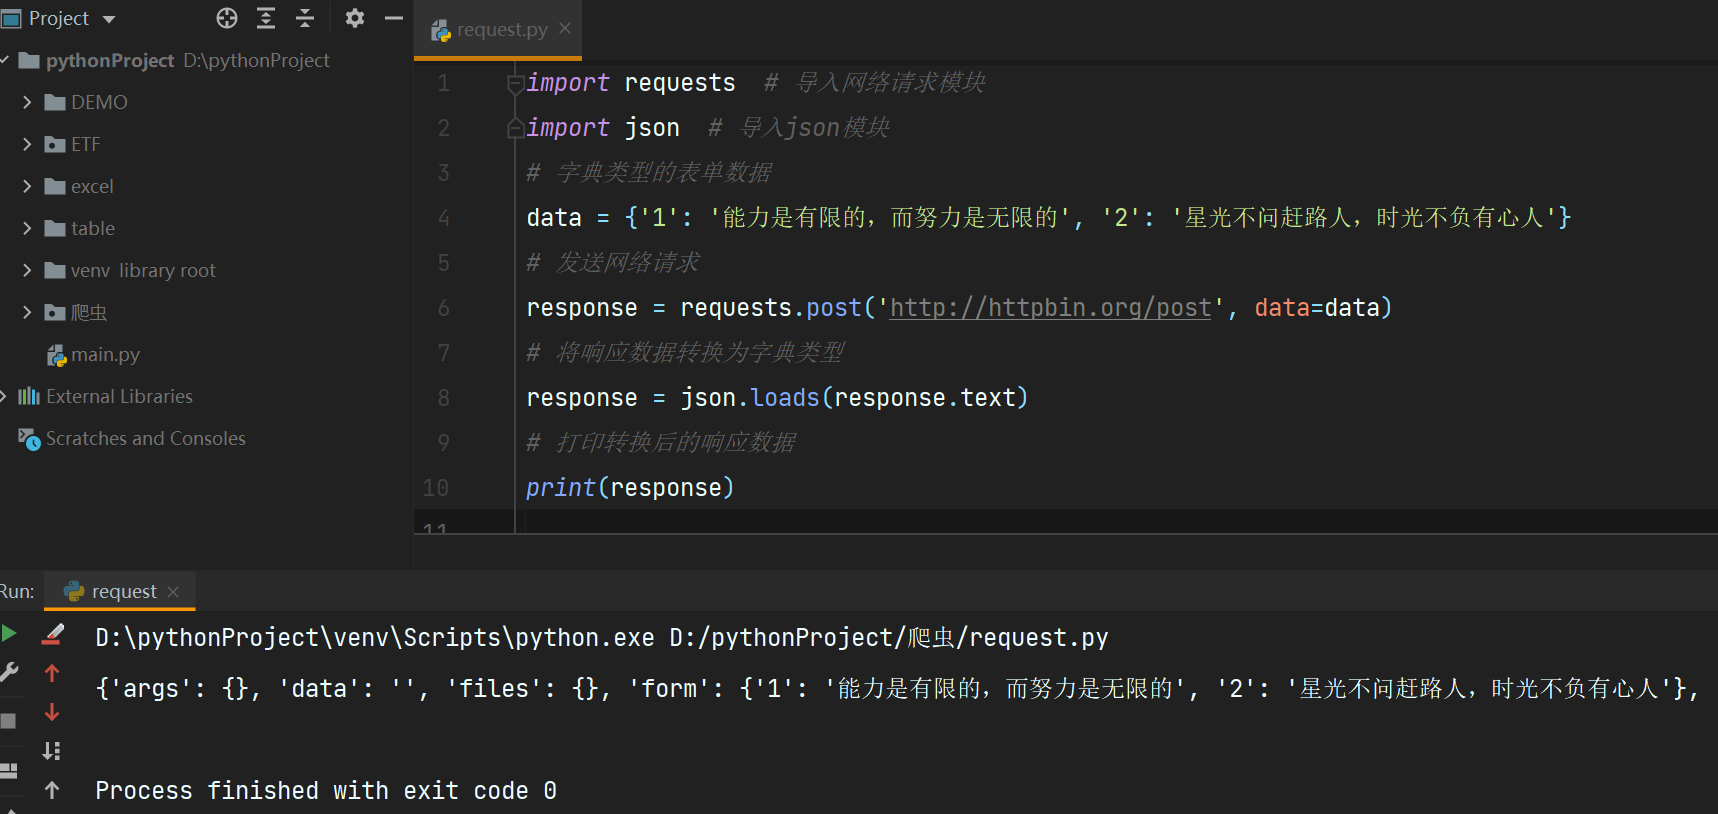 Project
pythonProject D:\pythonProject
DEMO
ETF
excel
table
venv library root
爬虫
main.py
External Libraries
Scratches and Consoles
request.py
1 import requests  # 导入网络请求模块
2 import json  # 导入json模块
3 # 字典类型的表单数据
4 data = {'1': '能力是有限的，而努力是无限的', '2': '星光不问赶路人，时光不负有心人'}
5 # 发送网络请求
6 response = requests.post('http://httpbin.org/post', data=data)
7 # 将响应数据转换为字典类型
8 response = json.loads(response.text)
9 # 打印转换后的响应数据
10 print(response)
11
Run: request
D:\pythonProject\venv\Scripts\python.exe D:/pythonProject/爬虫/request.py
{'args': {}, 'data': '', 'files': {}, 'form': {'1': '能力是有限的，而努力是无限的', '2': '星光不问赶路人，时光不负有心人'},
Process finished with exit code 0